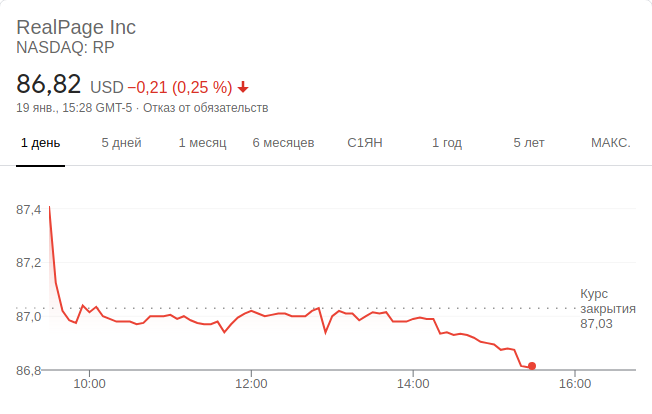 RealPage Inc
NASDAQ: RP
86,82 USD −0,21 (0,25 %)
19 янв., 15:28 GMT-5 · Отказ от обязательств
1 день 5 дней 1 месяц 6 месяцев С1ЯН 1 год 5 лет МАКС.
87,4
87,2
Курс
закрытия
87,03
87,0
86,8
10:00 12:00 14:00 16:00